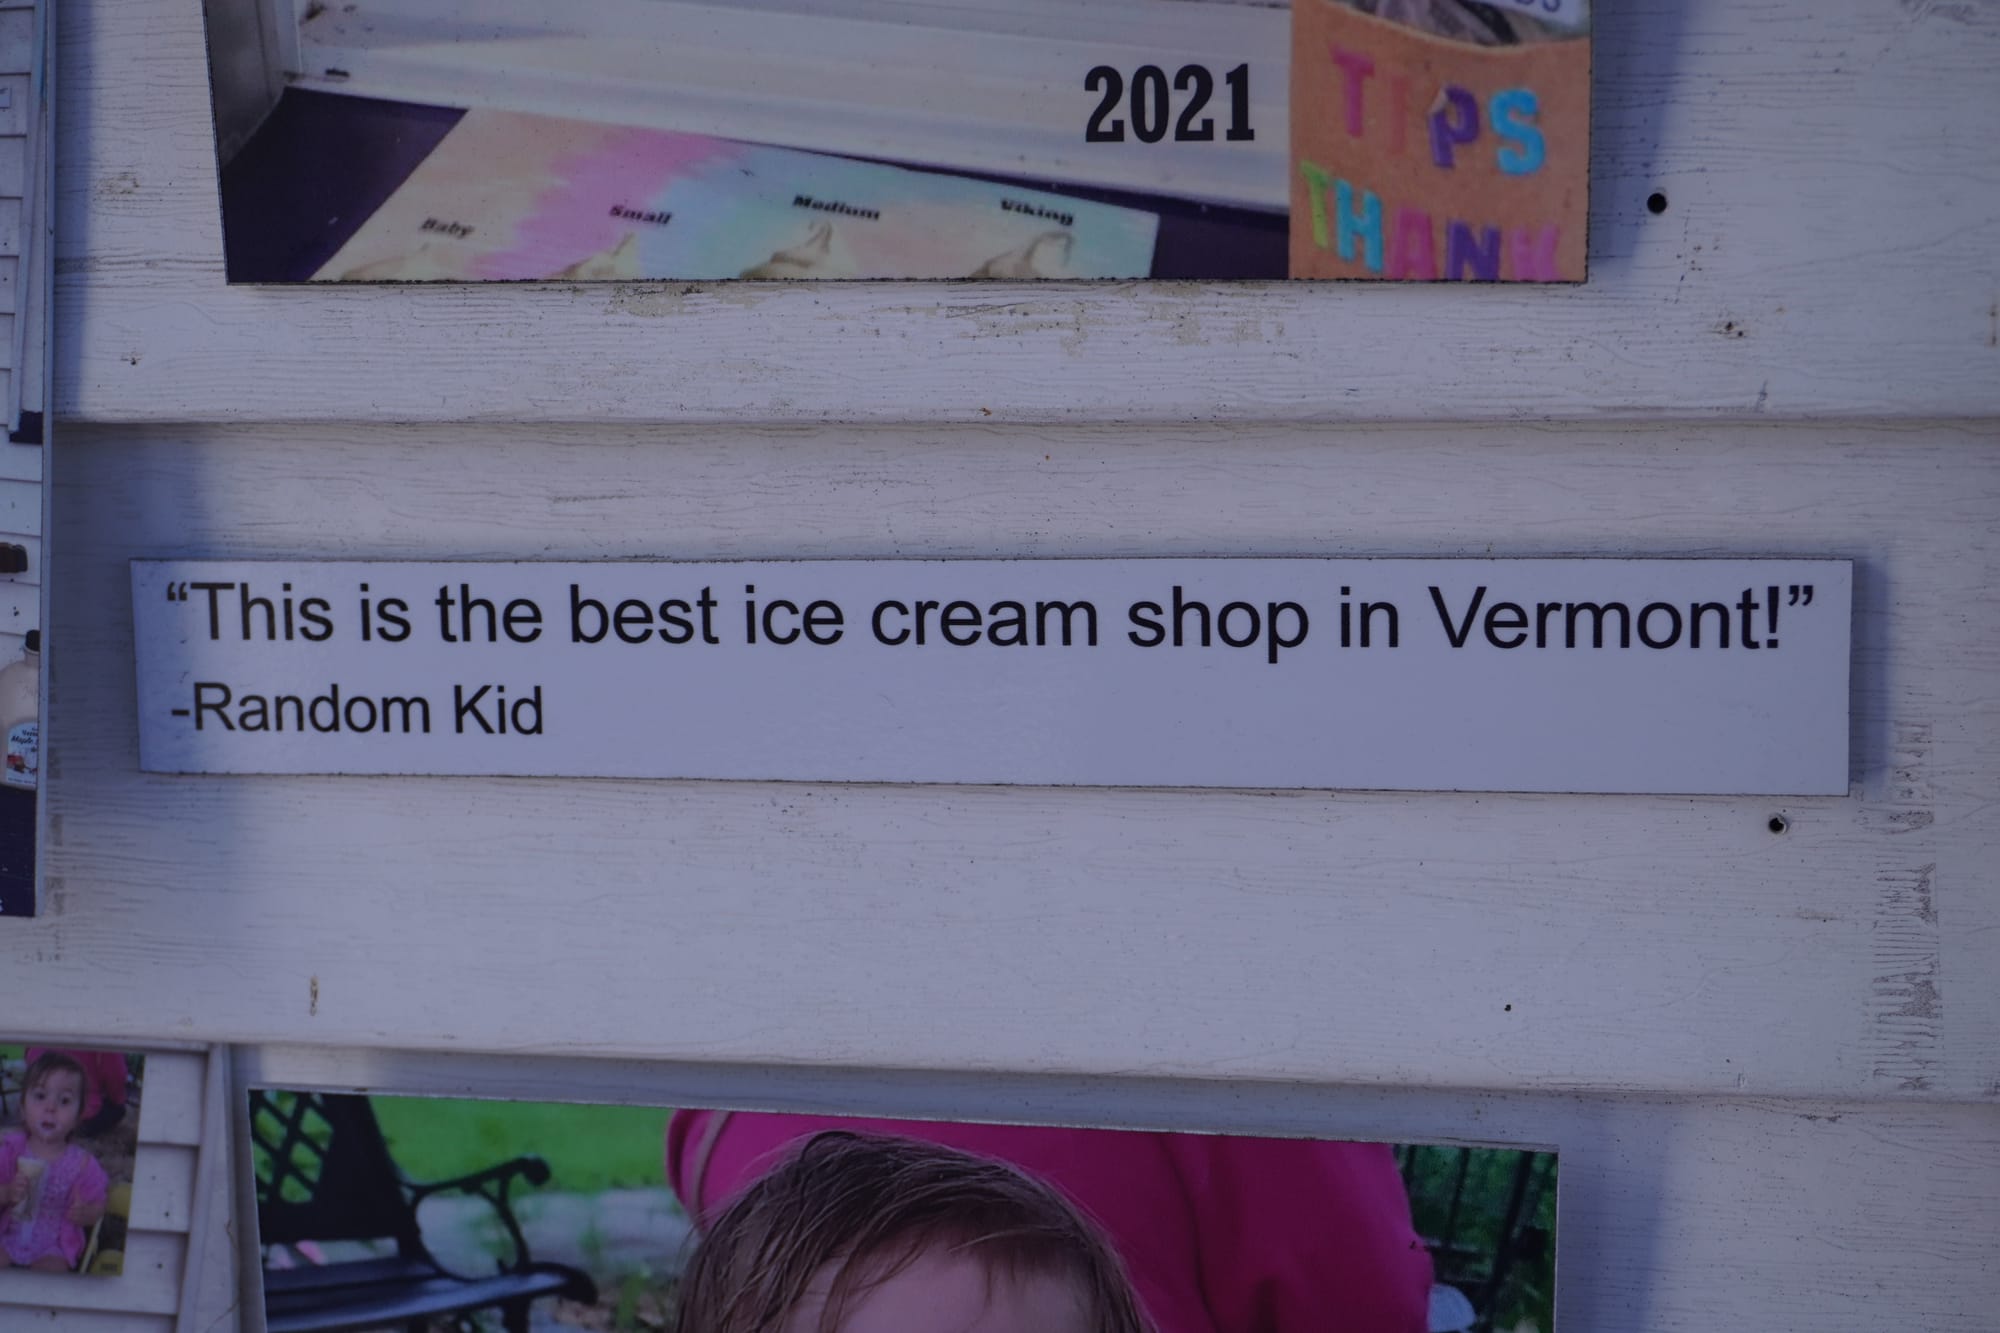 2021
TIPS
THANK
Baby Small Medium Viking
“This is the best ice cream shop in Vermont!”
-Random Kid